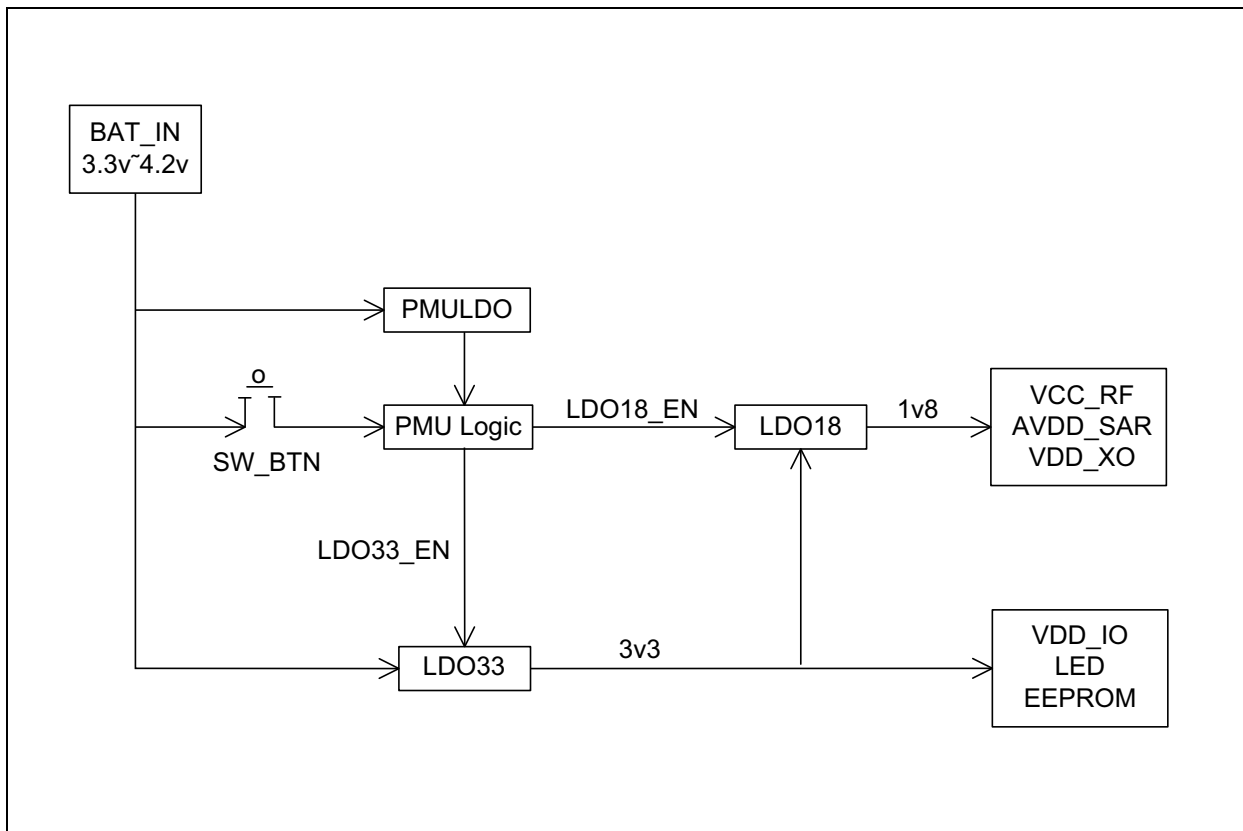 BAT_IN
3.3v~4.2v
PMULDO
o
SW_BTN
PMU Logic
LDO18_EN
LDO18
1v8
VCC_RF
AVDD_SAR
VDD_XO
LDO33_EN
LDO33
3v3
VDD_IO
LED
EEPROM